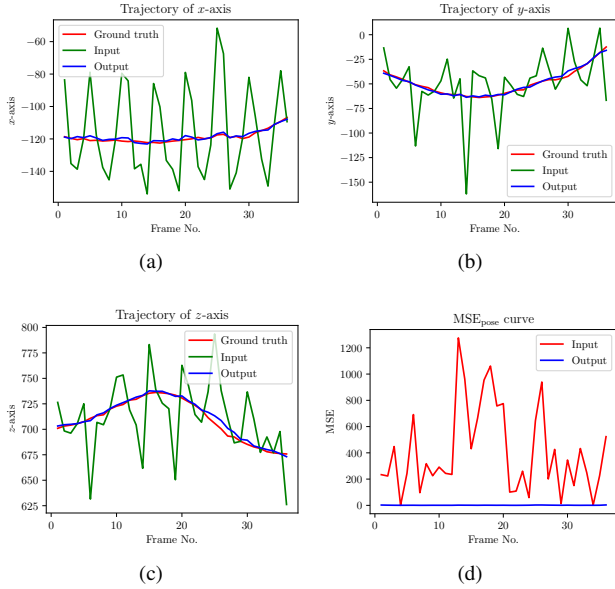 Trajectory of x-axis
Ground truth
Input
Output
x-axis
−60
−80
−100
−120
−140
0 10 20 30
Frame No.
(a)
Trajectory of y-axis
y-axis
0
−25
−50
−75
−100
−125
−150
Ground truth
Input
Output
0 10 20 30
Frame No.
(b)
Trajectory of z-axis
Ground truth
Input
Output
z-axis
800
775
750
725
700
675
650
625
0 10 20 30
Frame No.
(c)
MSEpose curve
Input
Output
MSE
1200
1000
800
600
400
200
0
0 10 20 30
Frame No.
(d)